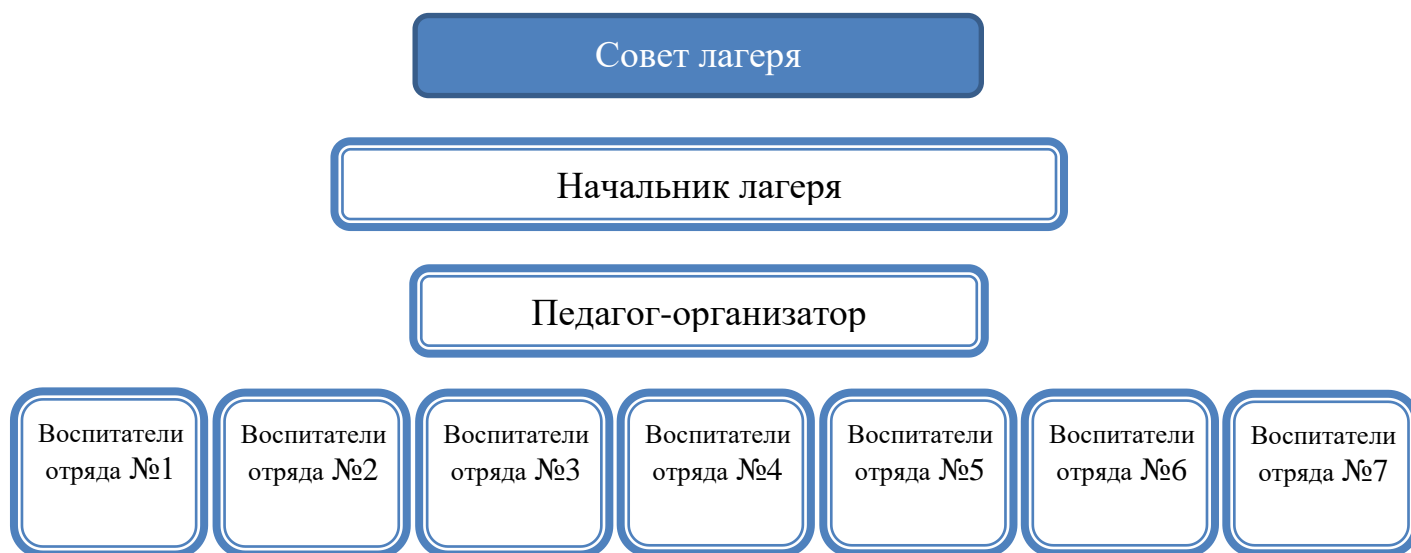 Совет лагеря
Начальник лагеря
Педагог-организатор
Воспитатели
отряда №1
Воспитатели
отряда №2
Воспитатели
отряда №3
Воспитатели
отряда №4
Воспитатели
отряда №5
Воспитатели
отряда №6
Воспитатели
отряда №7